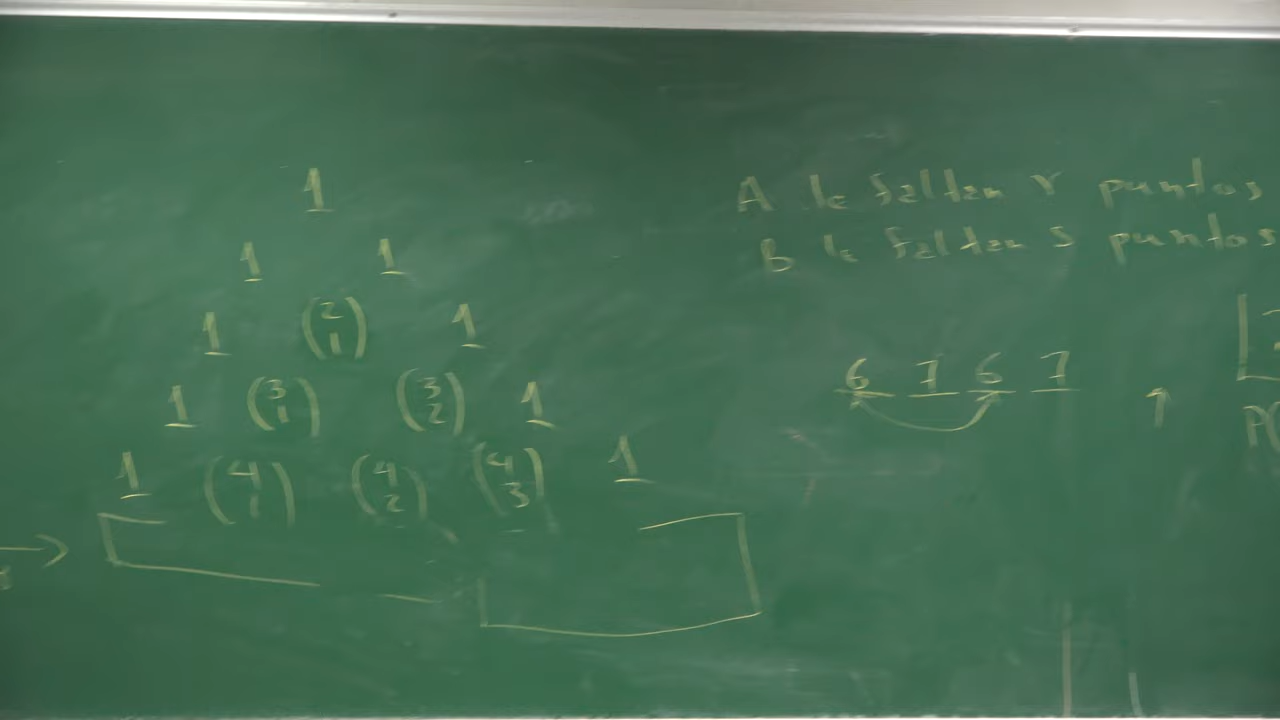 1
1 1
1 (2 1) 1
1 (3 1) (3 2) 1
1 (4 1) (4 2) (4 3) 1
A le faltan r puntos
B le faltan s puntos
6 7 6 7